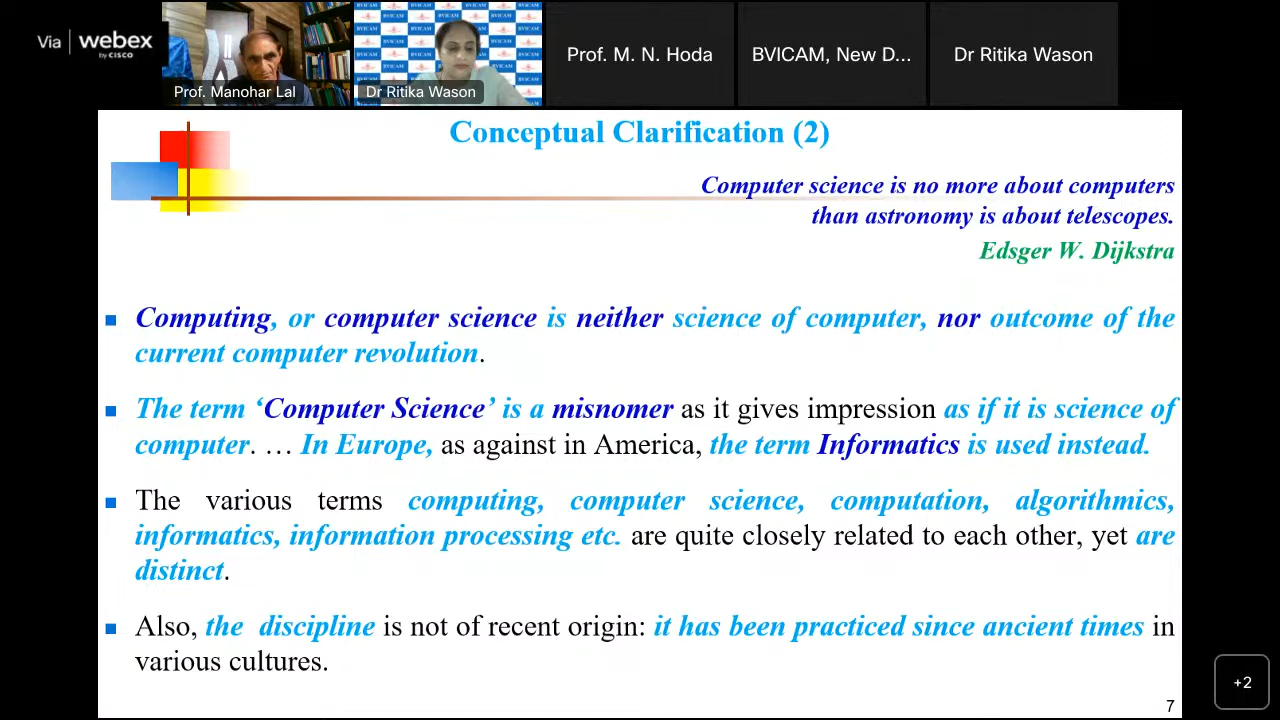 Via webex
by CISCO
Prof. Manohar Lal
BVICAM
Dr Ritika Wason
Prof. M. N. Hoda
BVICAM, New D...
Dr Ritika Wason
Conceptual Clarification (2)
Computer science is no more about computers
than astronomy is about telescopes.
Edsger W. Dijkstra
Computing, or computer science is neither science of computer, nor outcome of the
current computer revolution.
The term ‘Computer Science’ is a misnomer as it gives impression as if it is science of
computer. … In Europe, as against in America, the term Informatics is used instead.
The various terms computing, computer science, computation, algorithmics,
informatics, information processing etc. are quite closely related to each other, yet are
distinct.
Also, the discipline is not of recent origin: it has been practiced since ancient times in
various cultures.
7
+2